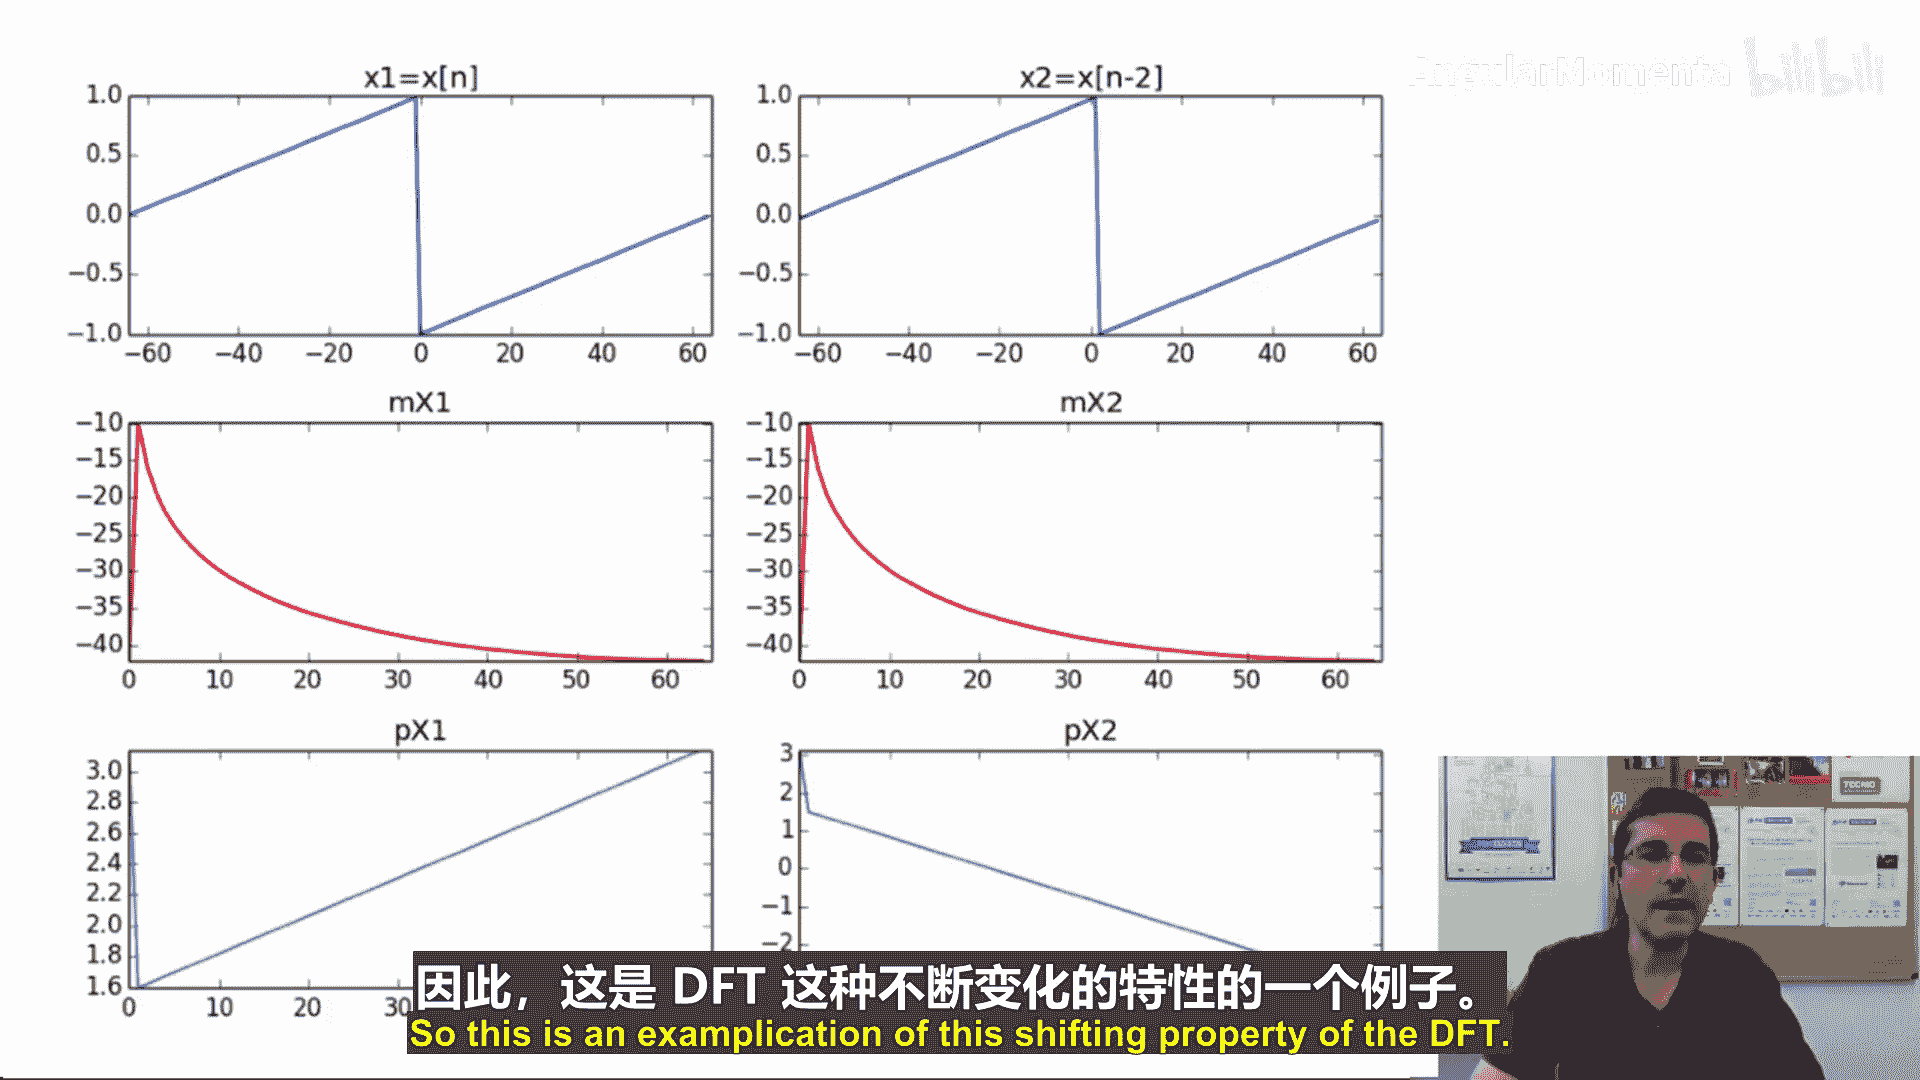 AngularMomenta bilibili
x1=x[n]
1.0
0.5
0.0
−0.5
−1.0
−60 −40 −20 0 20 40 60
x2=x[n-2]
1.0
0.5
0.0
−0.5
−1.0
−60 −40 −20 0 20 40 60
mX1
−10
−15
−20
−25
−30
−35
−40
0 10 20 30 40 50 60
mX2
−10
−15
−20
−25
−30
−35
−40
0 10 20 30 40 50 60
pX1
3.0
2.8
2.6
2.4
2.2
2.0
1.8
1.6
0 10 20 30
pX2
3
2
1
0
−1
−2
TECNIO
因此，这是 DFT 这种不断变化的特性的一个例子。
So this is an examplication of this shifting property of the DFT.